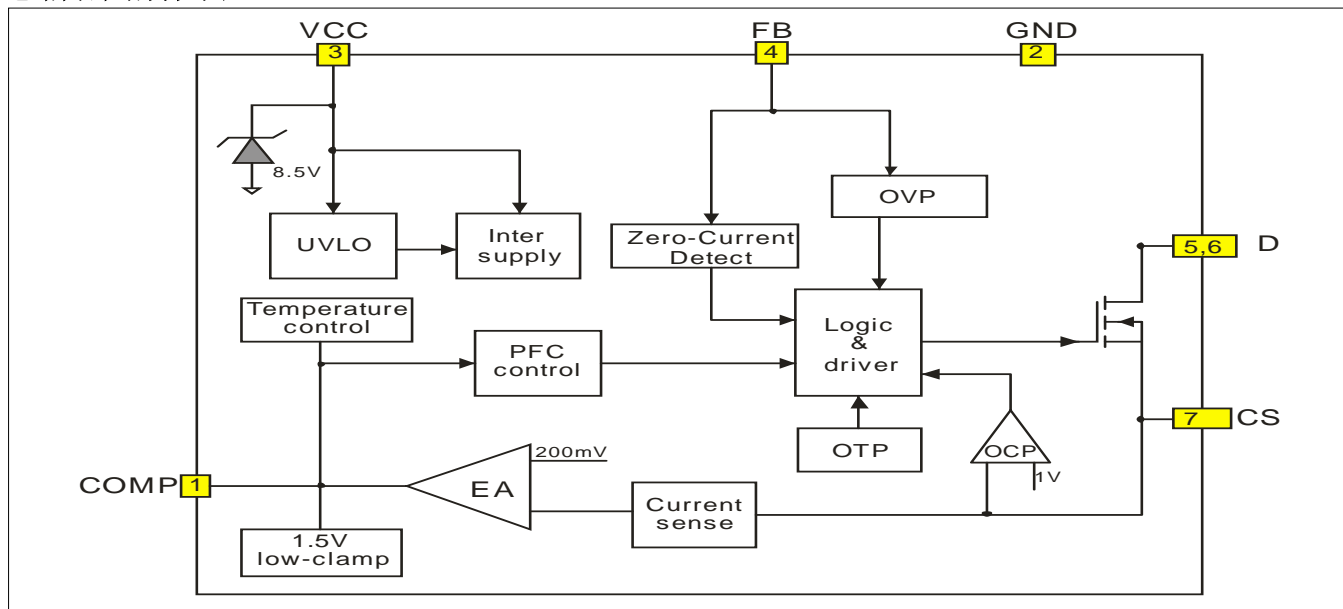 VCC
FB
GND
3
4
2
8.5V
OVP
UVLO
Inter
supply
Zero-Current
Detect
5,6
D
Temperature
control
Logic
&
driver
PFC
control
7
CS
OTP
OCP
1V
200mV
COMP
1
EA
Current
sense
1.5V
low-clamp